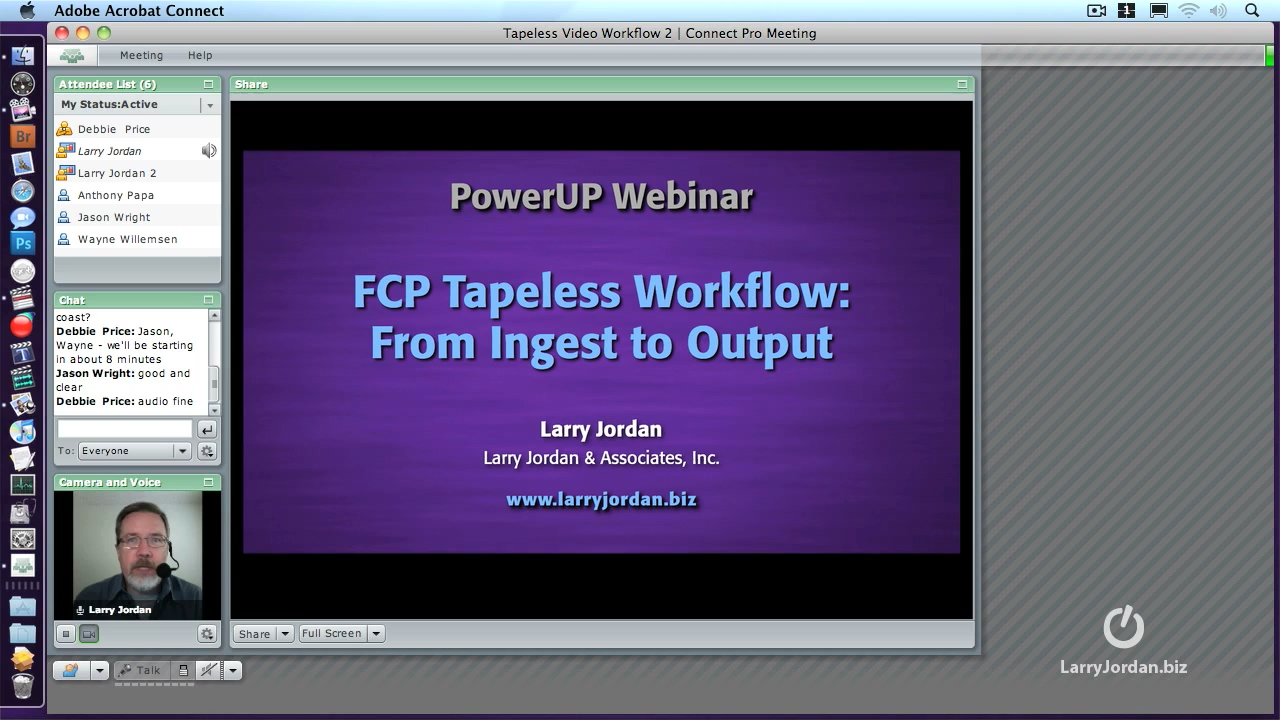 Adobe Acrobat Connect
1
Tapeless Video Workflow 2 | Connect Pro Meeting
Meeting Help
Attendee List (6)
My Status:Active
Debbie Price
Larry Jordan
Larry Jordan 2
Anthony Papa
Jason Wright
Wayne Willemsen
Chat
coast?
Debbie Price: Jason,
Wayne - we'll be starting
in about 8 minutes
Jason Wright: good and
clear
Debbie Price: audio fine
To: Everyone
Camera and Voice
Larry Jordan
Talk
Share
PowerUP Webinar
FCP Tapeless Workflow:
From Ingest to Output
Larry Jordan
Larry Jordan & Associates, Inc.
www.larryjordan.biz
Share Full Screen
LarryJordan.biz
Br
Ps
T